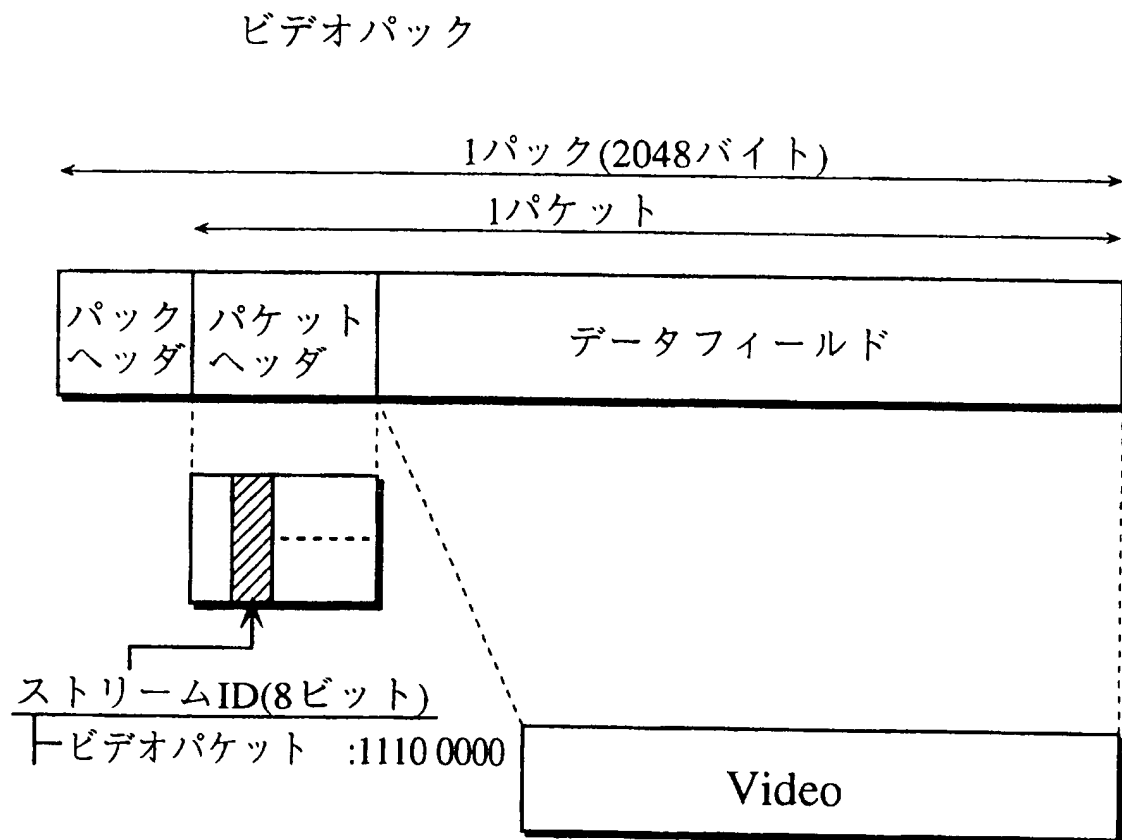 ビデオパック
1パック(2048バイト)
1パケット
パック
ヘッダ
パケット
ヘッダ
データフィールド
ストリームID(8ビット)
ビデオパケット :1110 0000
Video